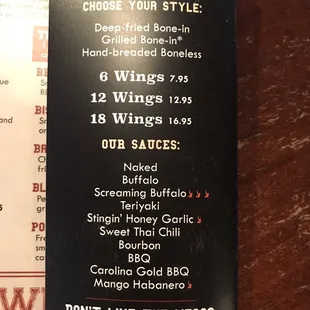 CHOOSE YOUR STYLE:
Deep-fried Bone-in
Grilled Bone-in*
Hand-breaded Boneless
6 Wings 7.95
12 Wings 12.95
18 Wings 16.95
OUR SAUCES:
Naked
Buffalo
Screaming Buffalo
Teriyaki
Stingin' Honey Garlic
Sweet Thai Chili
Bourbon
BBQ
Carolina Gold BBQ
Mango Habanero